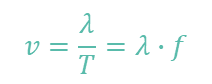 v = λ/T = λ · f